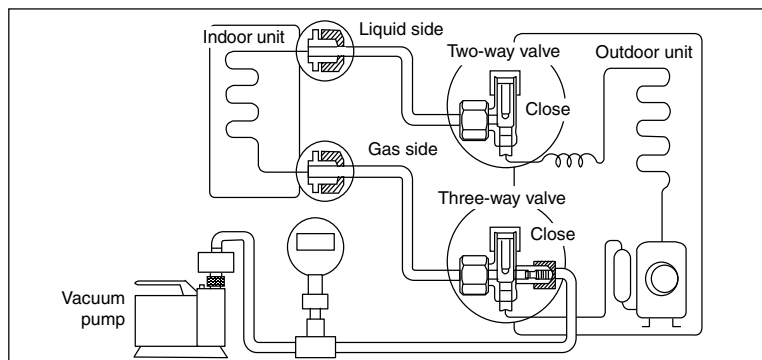 Indoor unit
Liquid side
Two-way valve
Outdoor unit
Close
Gas side
Three-way valve
Close
Vacuum
pump